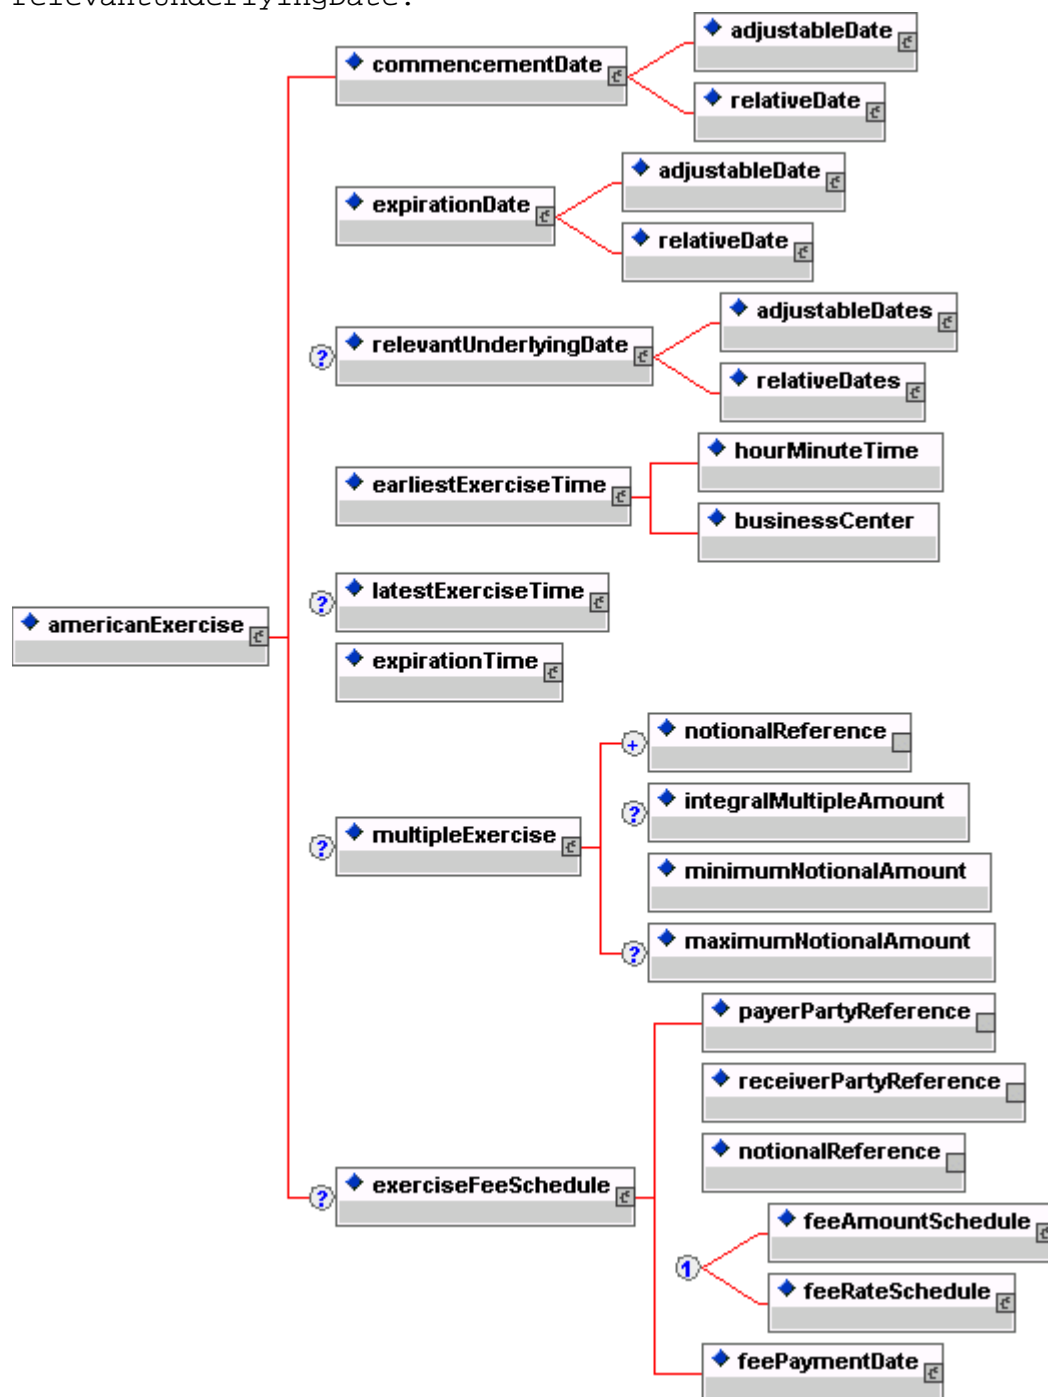 relevantUnderlyingDate.
adjustableDate
commencementDate
relativeDate
adjustableDate
expirationDate
relativeDate
adjustableDates
? relevantUnderlyingDate
relativeDates
hourMinuteTime
earliestExerciseTime
businessCenter
? latestExerciseTime
americanExercise
expirationTime
+ notionalReference
? integralMultipleAmount
? multipleExercise
minimumNotionalAmount
? maximumNotionalAmount
payerPartyReference
receiverPartyReference
notionalReference
? exerciseFeeSchedule
feeAmountSchedule
1
feeRateSchedule
feePaymentDate